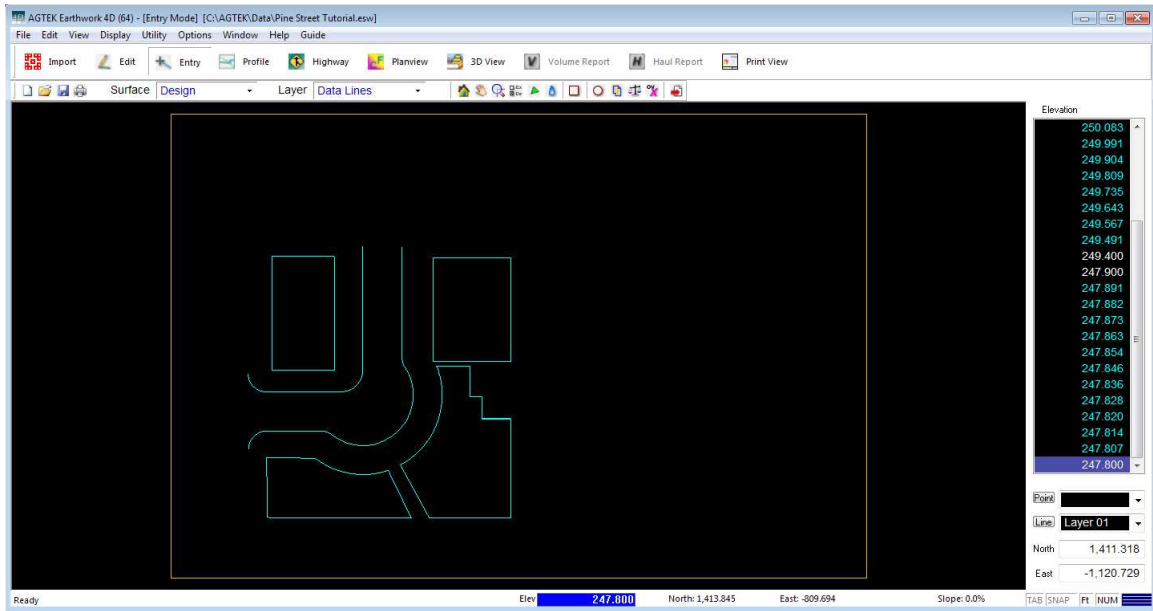 AGTEK Earthwork 4D (64) - [Entry Mode] [C:\AGTEK\Data\Pine Street Tutorial.esw]
File Edit View Display Utility Options Window Help Guide
Import Edit Entry Profile Highway Planview 3D View Volume Report Haul Report Print View
Surface Design Layer Data Lines
Elevation
250.083
249.991
249.904
249.809
249.735
249.643
249.567
249.491
249.400
247.900
247.891
247.882
247.873
247.863
247.854
247.846
247.836
247.828
247.820
247.814
247.807
247.800
Point
Line Layer 01
North 1,411.318
East -1,120.729
Ready Elev 247.800 North: 1,413.845 East: -809.694 Slope: 0.0% TAB SNAP Ft NUM